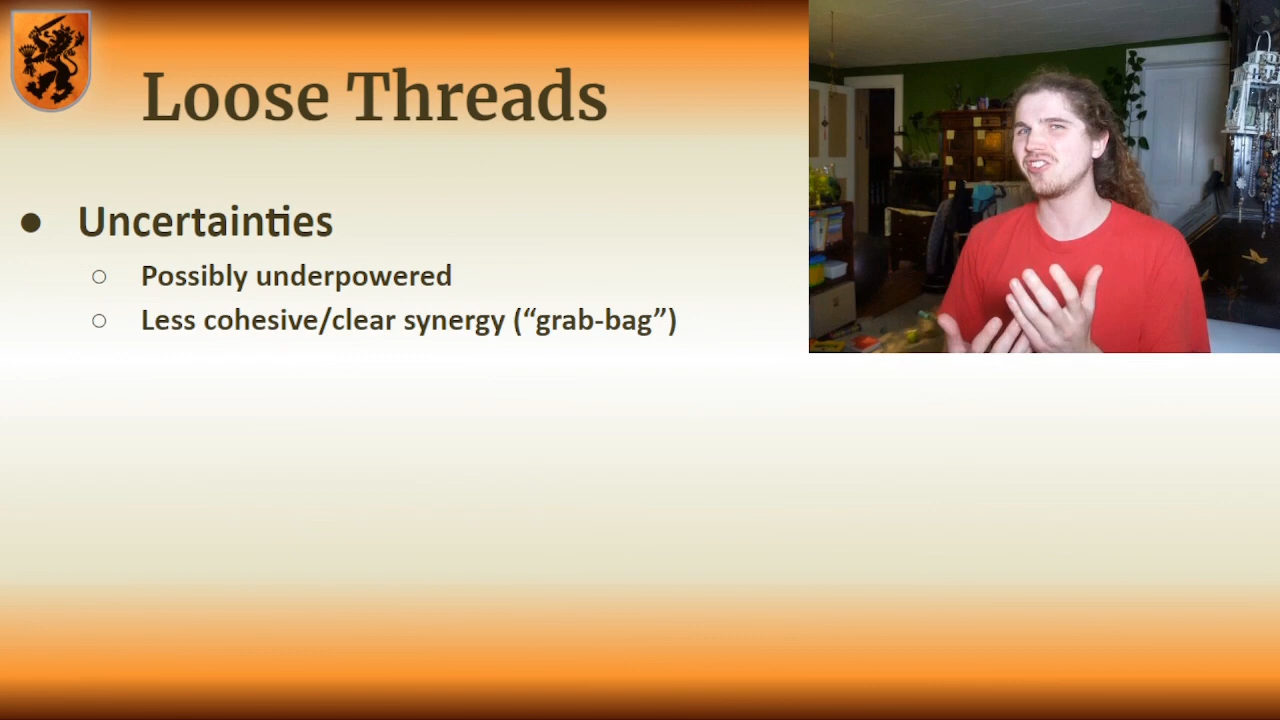 Loose Threads
● Uncertainties
○ Possibly underpowered
○ Less cohesive/clear synergy (“grab-bag”)